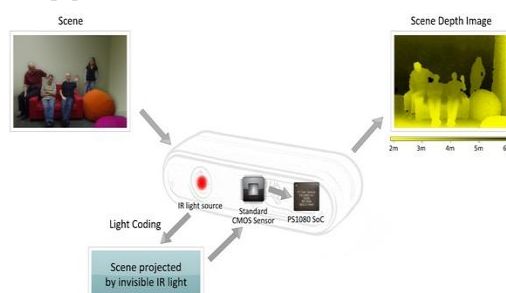 Scene
Scene Depth Image
2m 3m 4m 5m
IR light source
Standard
CMOS Sensor
PS1080 SoC
Light Coding
Scene projected
by invisible IR light